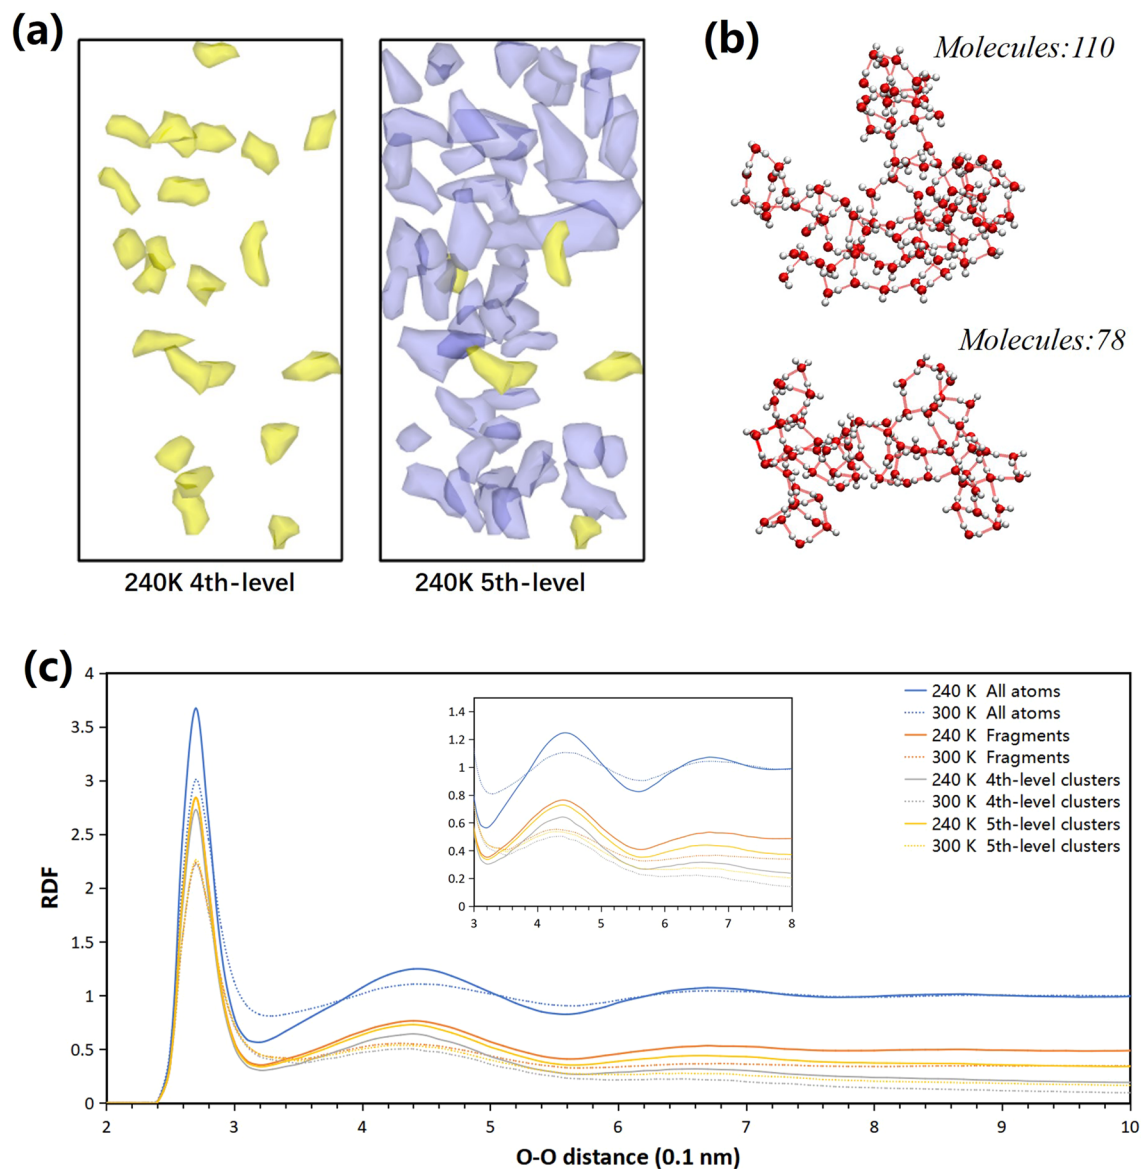 (a)
(b)
Molecules:110
Molecules:78
240K 4th-level
240K 5th-level
(c)
4
3.5
3
2.5
2
1.5
1
0.5
0
RDF
2
3
4
5
6
7
8
9
10
O-O distance (0.1 nm)
1.4
1.2
1
0.8
0.6
0.4
0.2
0
3
4
5
6
7
8
240 K All atoms
300 K All atoms
240 K Fragments
300 K Fragments
240 K 4th-level clusters
300 K 4th-level clusters
240 K 5th-level clusters
300 K 5th-level clusters